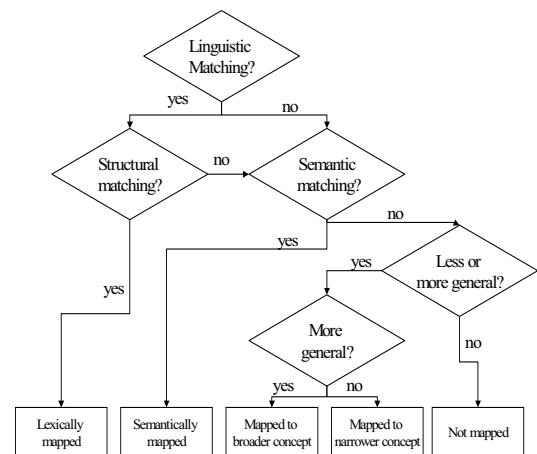 Linguistic
Matching?
yes
no
Structural
matching?
no
Semantic
matching?
no
yes
yes
Less or
more general?
yes
More
general?
no
yes
no
Lexically
mapped
Semantically
mapped
Mapped to
broader concept
Mapped to
narrower concept
Not mapped